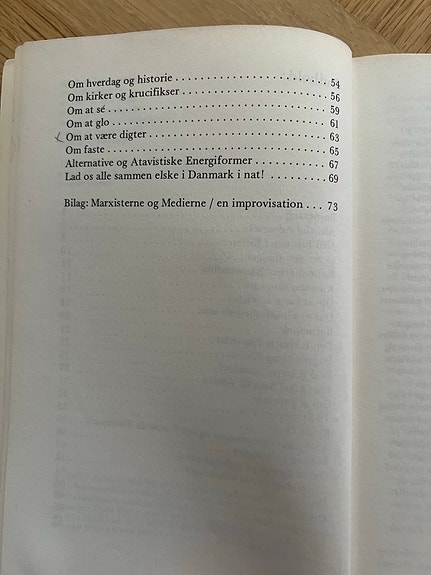 Om hverdag og historie . . . . . . . . . . . . . . . . . . . . . . . . 54
Om kirker og krucifikser . . . . . . . . . . . . . . . . . . . . . . . 56
Om at sé . . . . . . . . . . . . . . . . . . . . . . . . . . . . . . . . . . 59
Om at glo . . . . . . . . . . . . . . . . . . . . . . . . . . . . . . . . . 61
Om at være digter . . . . . . . . . . . . . . . . . . . . . . . . . . . 63
Om faste . . . . . . . . . . . . . . . . . . . . . . . . . . . . . . . . . . 65
Alternative og Atavistiske Energiformer . . . . . . . . . . . 67
Lad os alle sammen elske i Danmark i nat! . . . . . . . . . 69
Bilag: Marxisterne og Medierne / en improvisation . . . 73